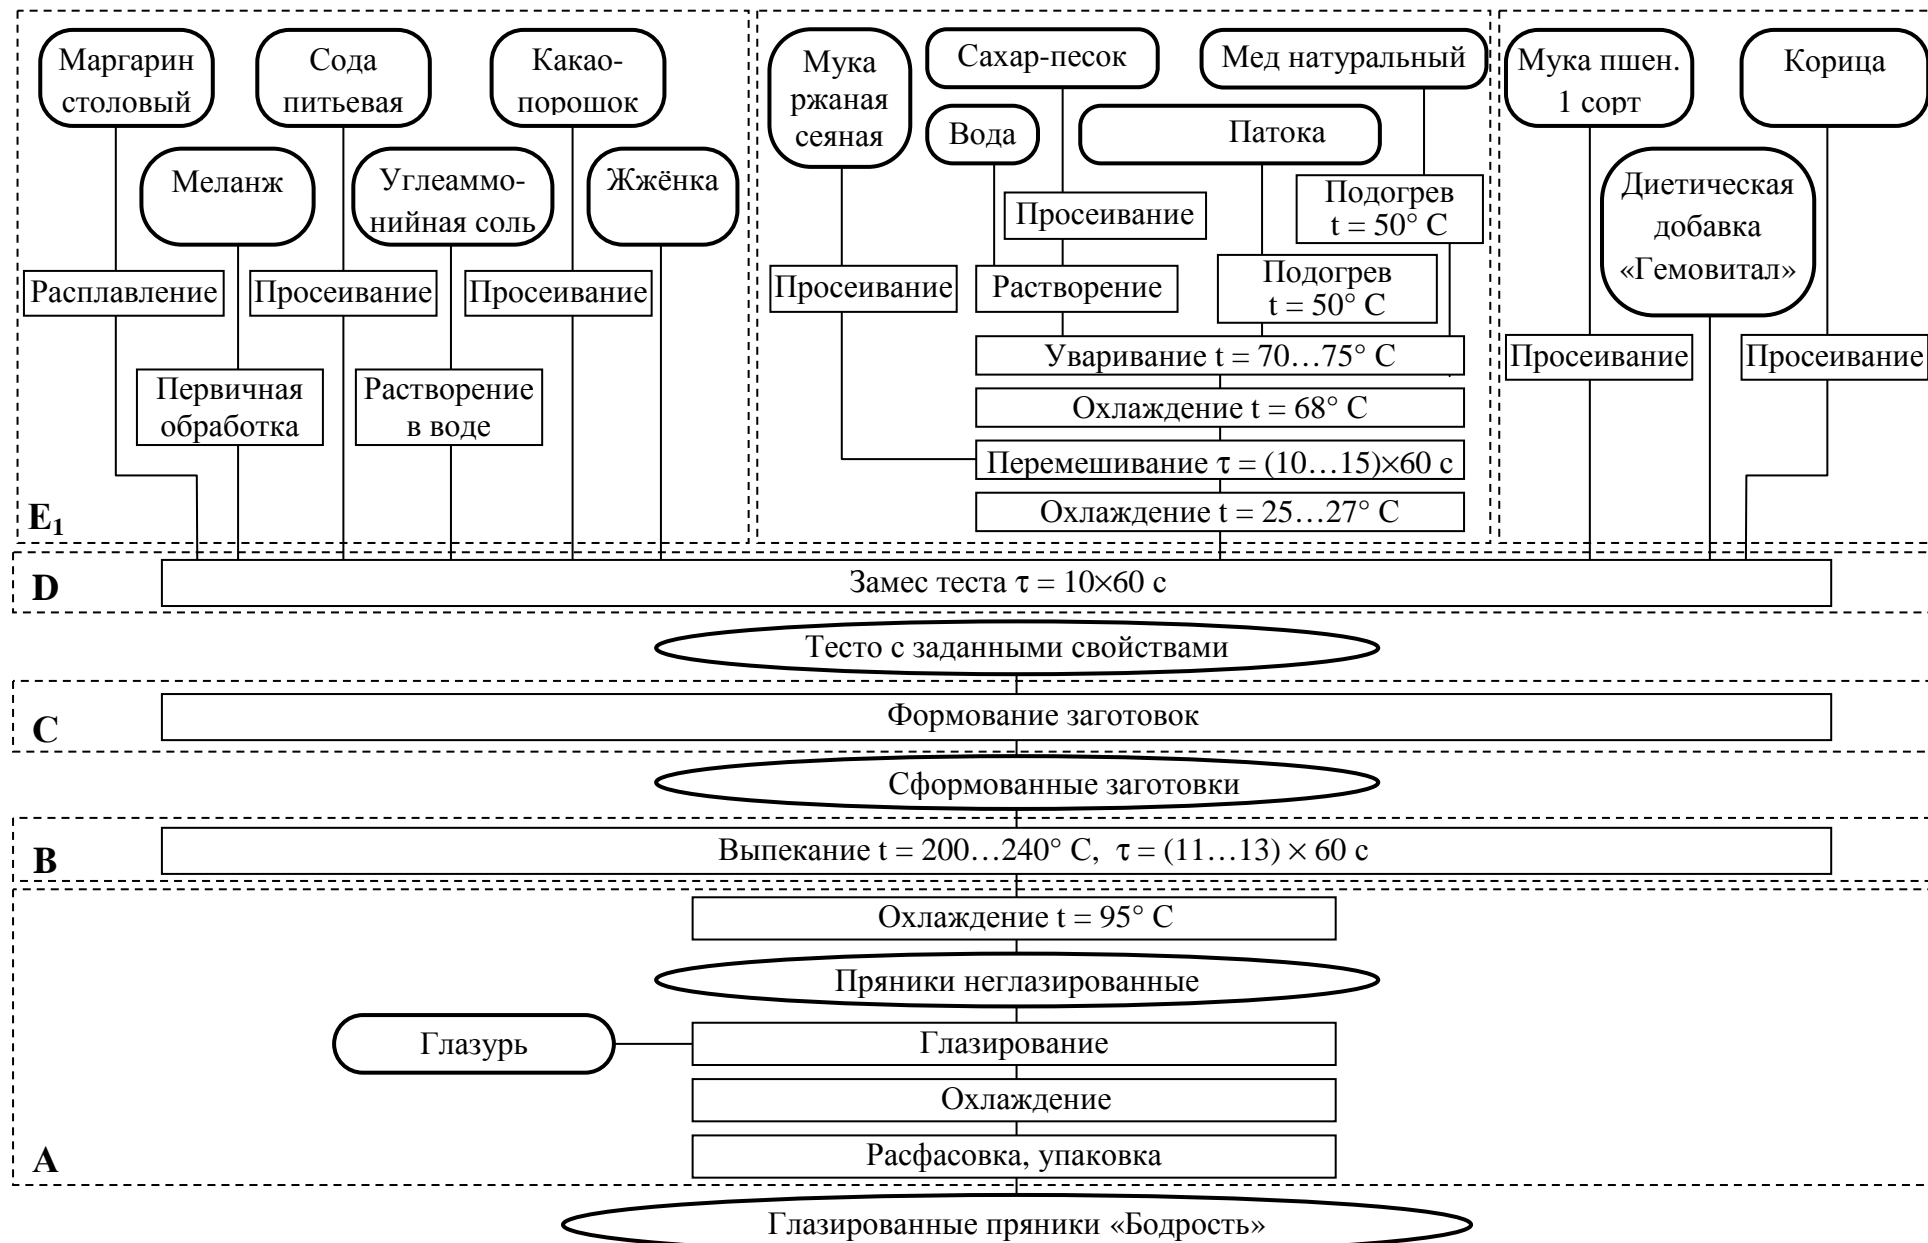 Маргарин
столовый
Сода
питьевая
Какао-
порошок
Меланж
Углеаммо-
нийная соль
Жжёнка
Расплавление
Просеивание
Просеивание
Первичная
обработка
Растворение
в воде
E1
Мука
ржаная
сеяная
Сахар-песок
Мед натуральный
Вода
Патока
Просеивание
Подогрев
t = 50° C
Просеивание
Растворение
Подогрев
t = 50° C
Уваривание t = 70…75° C
Охлаждение t = 68° C
Перемешивание τ = (10…15)×60 с
Охлаждение t = 25…27° C
Мука пшен.
1 сорт
Корица
Диетическая
добавка
«Гемовитал»
Просеивание
Просеивание
D
Замес теста τ = 10×60 с
Тесто с заданными свойствами
C
Формование заготовок
Сформованные заготовки
B
Выпекание t = 200…240° C, τ = (11…13) × 60 с
Охлаждение t = 95° C
Пряники неглазированные
Глазурь
Глазирование
Охлаждение
Расфасовка, упаковка
A
Глазированные пряники «Бодрость»